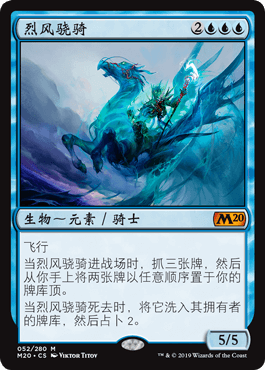 烈风骁骑 2
生物～元素／骑士
M20
飞行
当烈风骁骑进战场时，抓三张牌，然后
从你手上将两张牌以任意顺序置于你的
牌库顶。
当烈风骁骑死去时，将它洗入其拥有者
的牌库，然后占卜2。
052/280 M
M20 • CS VIKTOR TITOV
5/5
™ & © 2019 Wizards of the Coast